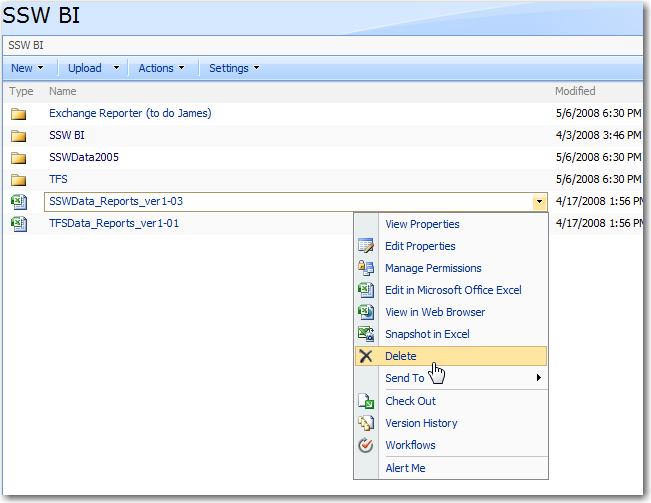 SSW BI
SSW BI
New Upload Actions Settings
Type Name Modified
Exchange Reporter (to do James) 5/6/2008 6:30 PM
SSW BI 4/3/2008 3:46 PM
SSWData2005 5/6/2008 6:30 PM
TFS 5/6/2008 6:30 PM
SSWData_Reports_ver1-03 4/17/2008 1:56 PM
TFSData_Reports_ver1-01 4/17/2008 1:56 PM
View Properties
Edit Properties
Manage Permissions
Edit in Microsoft Office Excel
View in Web Browser
Snapshot in Excel
Delete
Send To
Check Out
Version History
Workflows
Alert Me